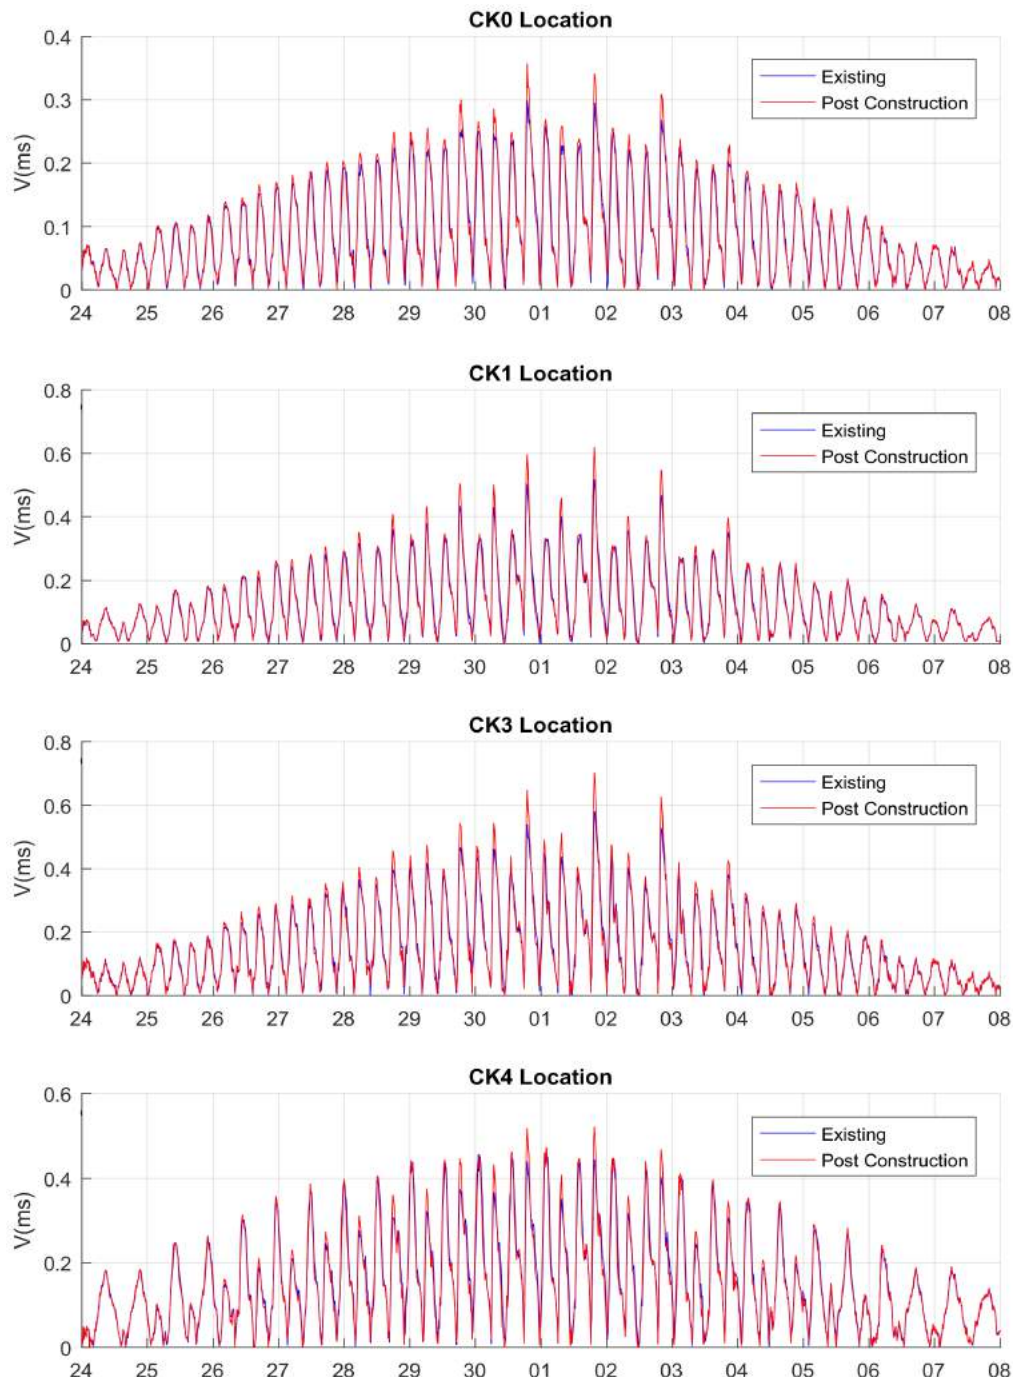 CK0 Location
V(ms)
0.4
0.3
0.2
0.1
0
Existing
Post Construction
24 25 26 27 28 29 30 01 02 03 04 05 06 07 08
CK1 Location
V(ms)
0.8
0.6
0.4
0.2
0
Existing
Post Construction
24 25 26 27 28 29 30 01 02 03 04 05 06 07 08
CK3 Location
V(ms)
0.8
0.6
0.4
0.2
0
Existing
Post Construction
24 25 26 27 28 29 30 01 02 03 04 05 06 07 08
CK4 Location
V(ms)
0.6
0.4
0.2
0
Existing
Post Construction
24 25 26 27 28 29 30 01 02 03 04 05 06 07 08